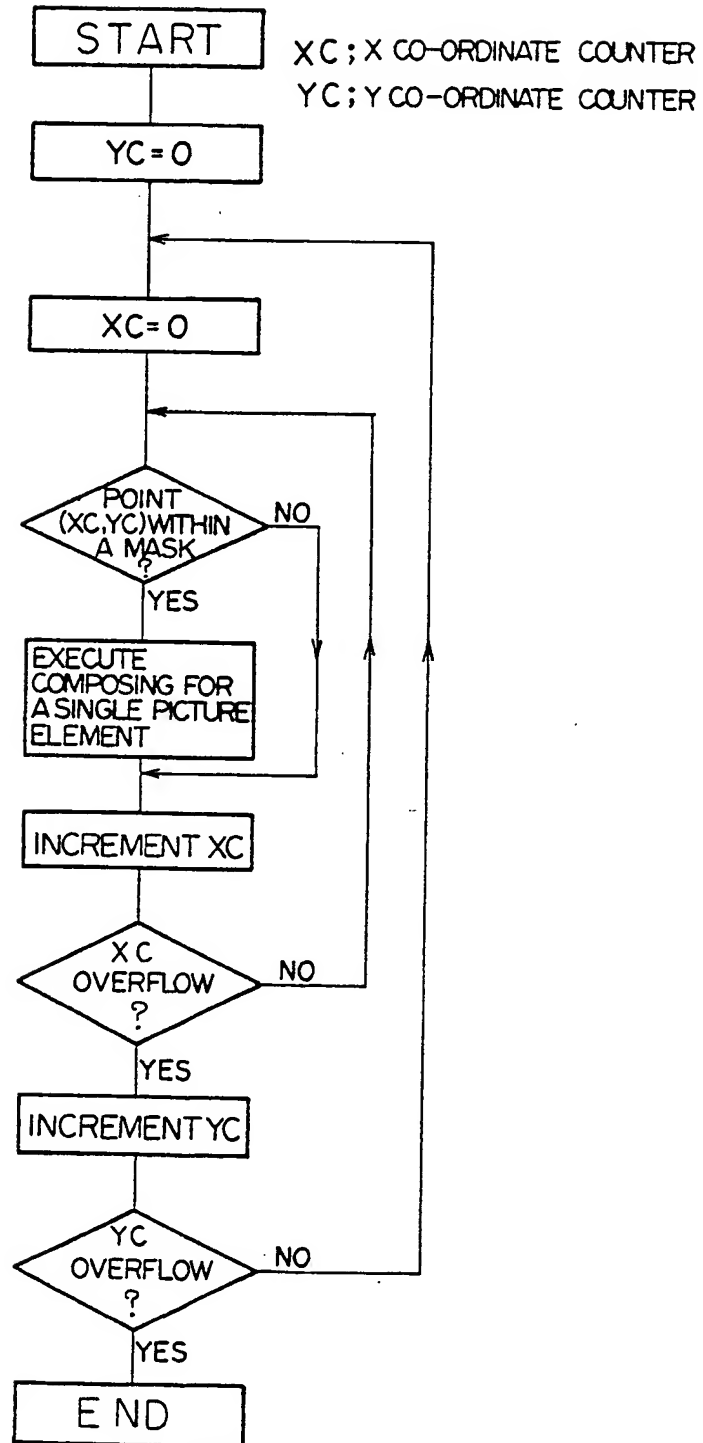 START
XC; X CO-ORDINATE COUNTER
YC; Y CO-ORDINATE COUNTER
YC=0
XC=0
POINT
(XC,YC) WITHIN
A MASK
?
NO
YES
EXECUTE
COMPOSING FOR
A SINGLE PICTURE
ELEMENT
INCREMENT XC
XC
OVERFLOW
?
NO
YES
INCREMENT YC
YC
OVERFLOW
?
NO
YES
END